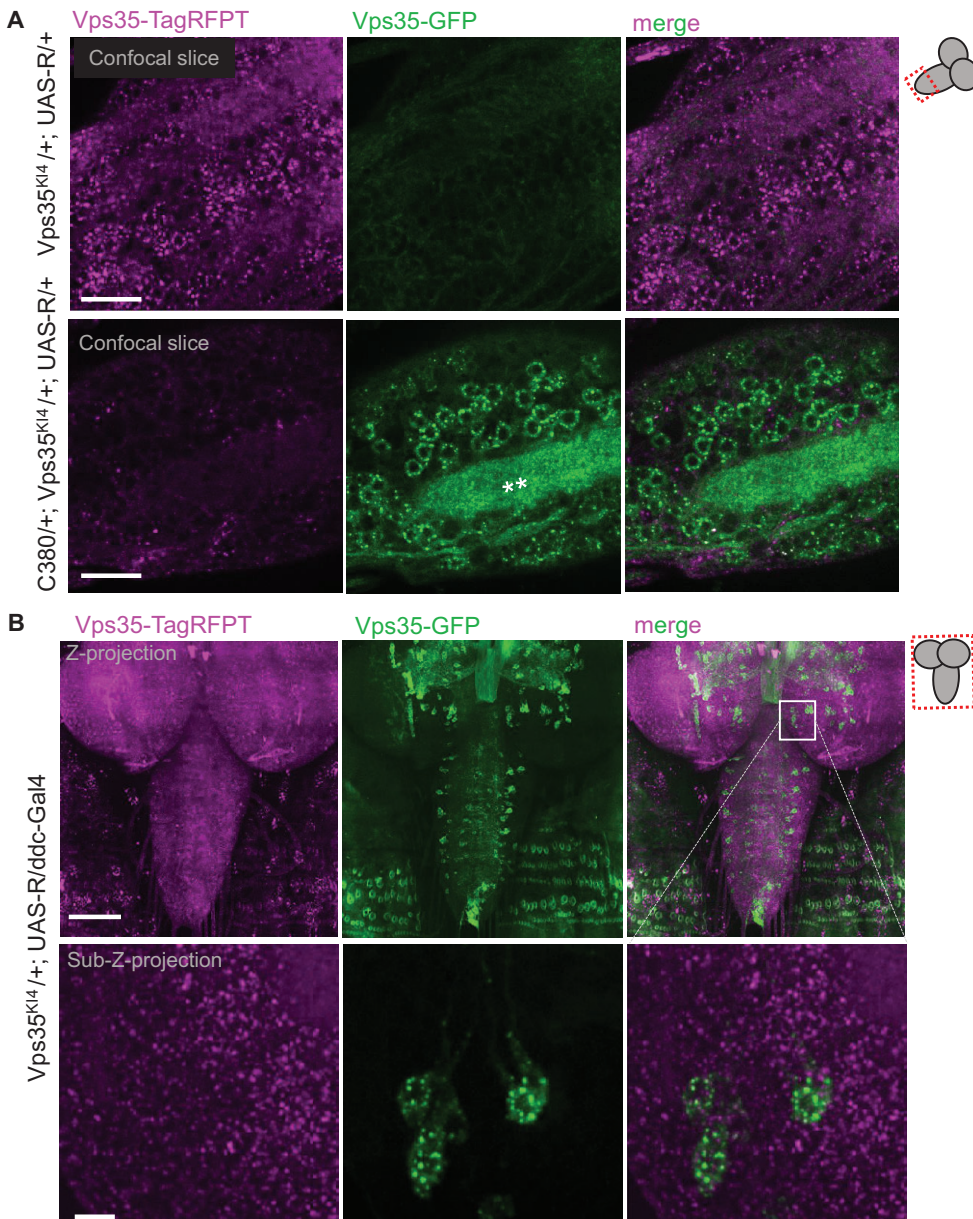 A
Vps35-TagRFPT Vps35-GFP merge
Vps35ᴷᴵ⁴/+; UAS-R/+
Confocal slice
C380/+; Vps35ᴷᴵ⁴/+; UAS-R/+
Confocal slice
**
B
Vps35-TagRFPT Vps35-GFP merge
Vps35ᴷᴵ⁴/+; UAS-R/ddc-Gal4
Z-projection
Sub-Z-projection